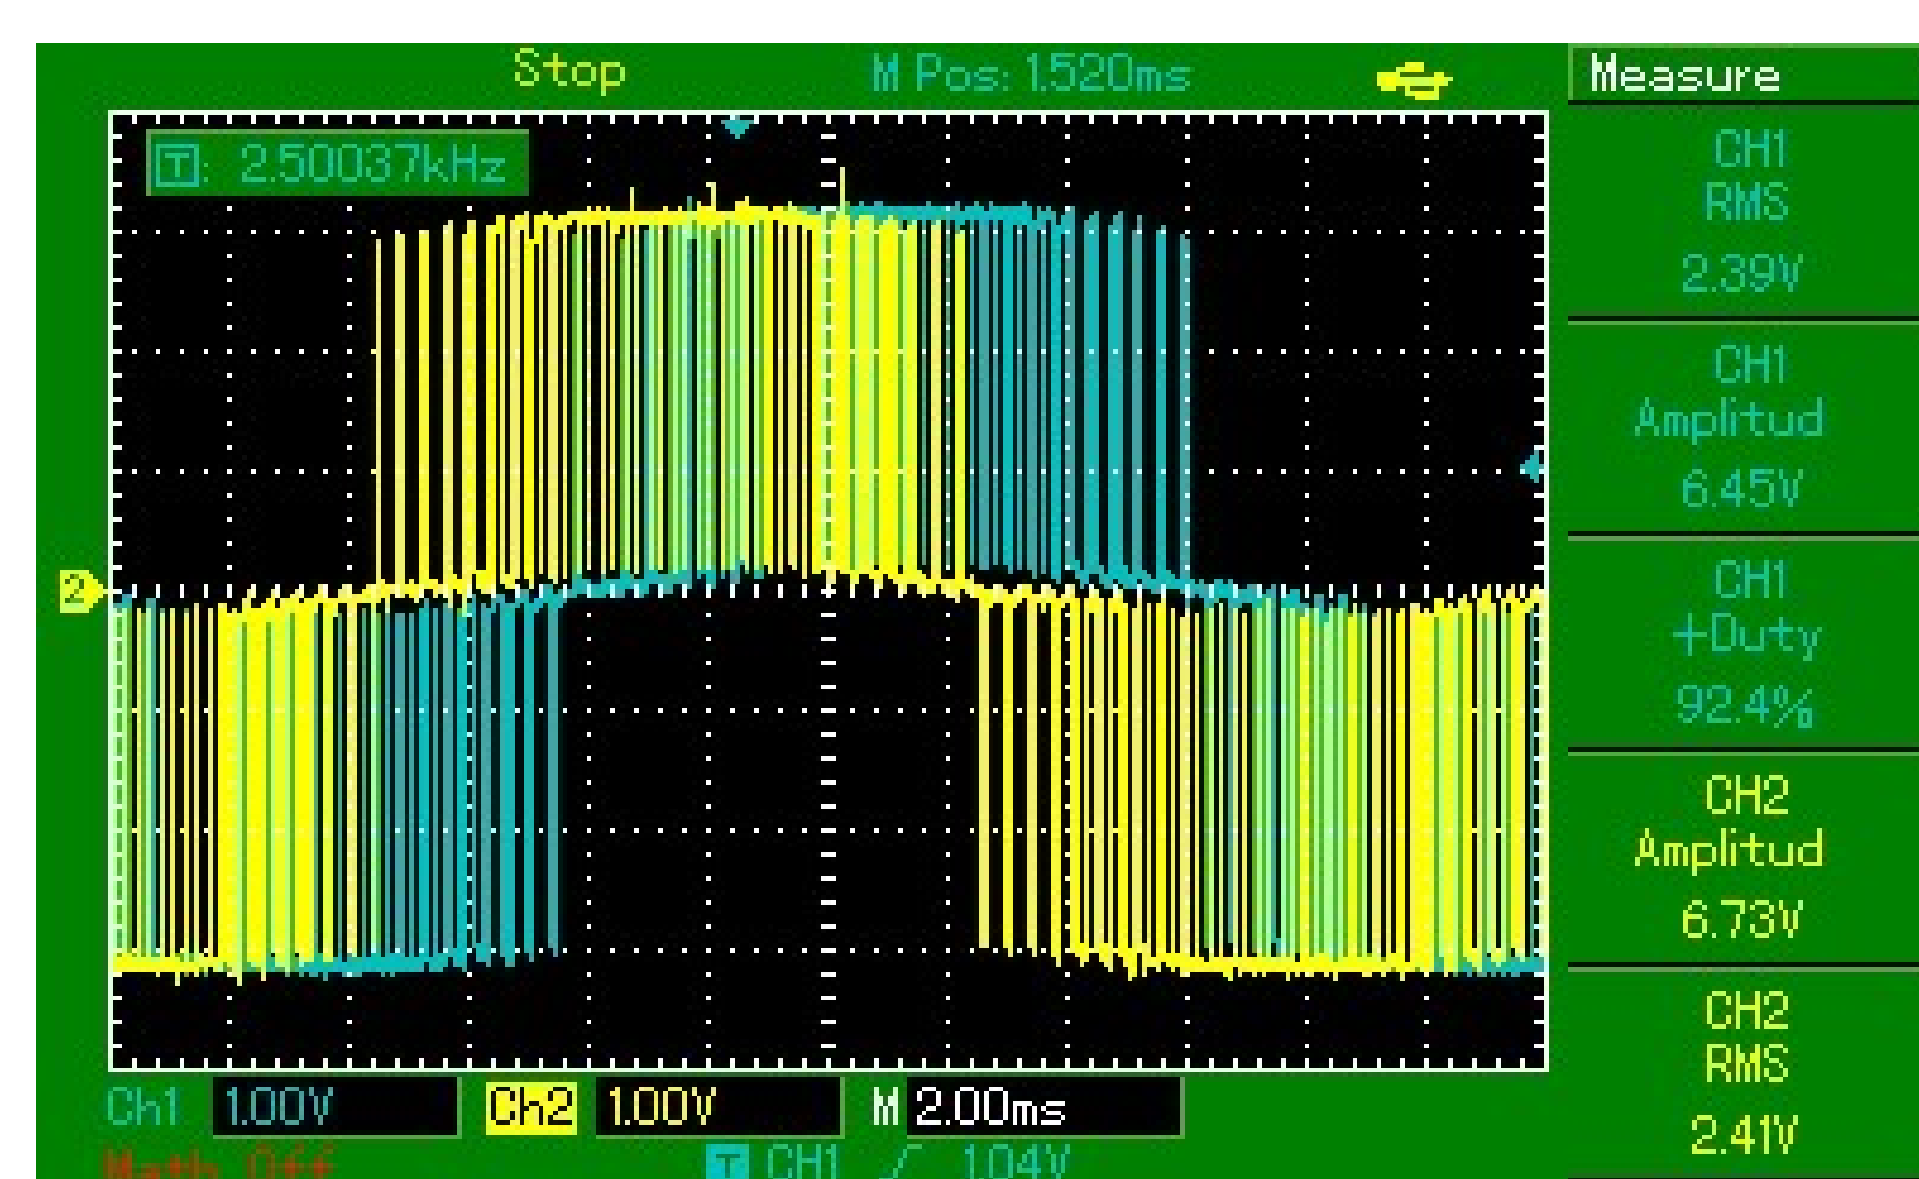 Stop
M Pos: 1.520ms
Measure
T: 2.50037kHz
CH1
RMS
2.39V
CH1
Amplitud
6.45V
CH1
+Duty
92.4%
CH2
Amplitud
6.73V
CH2
RMS
2.41V
2
Ch1 1.00V Ch2 1.00V M 2.00ms
Math Off
T CH1 1.04V